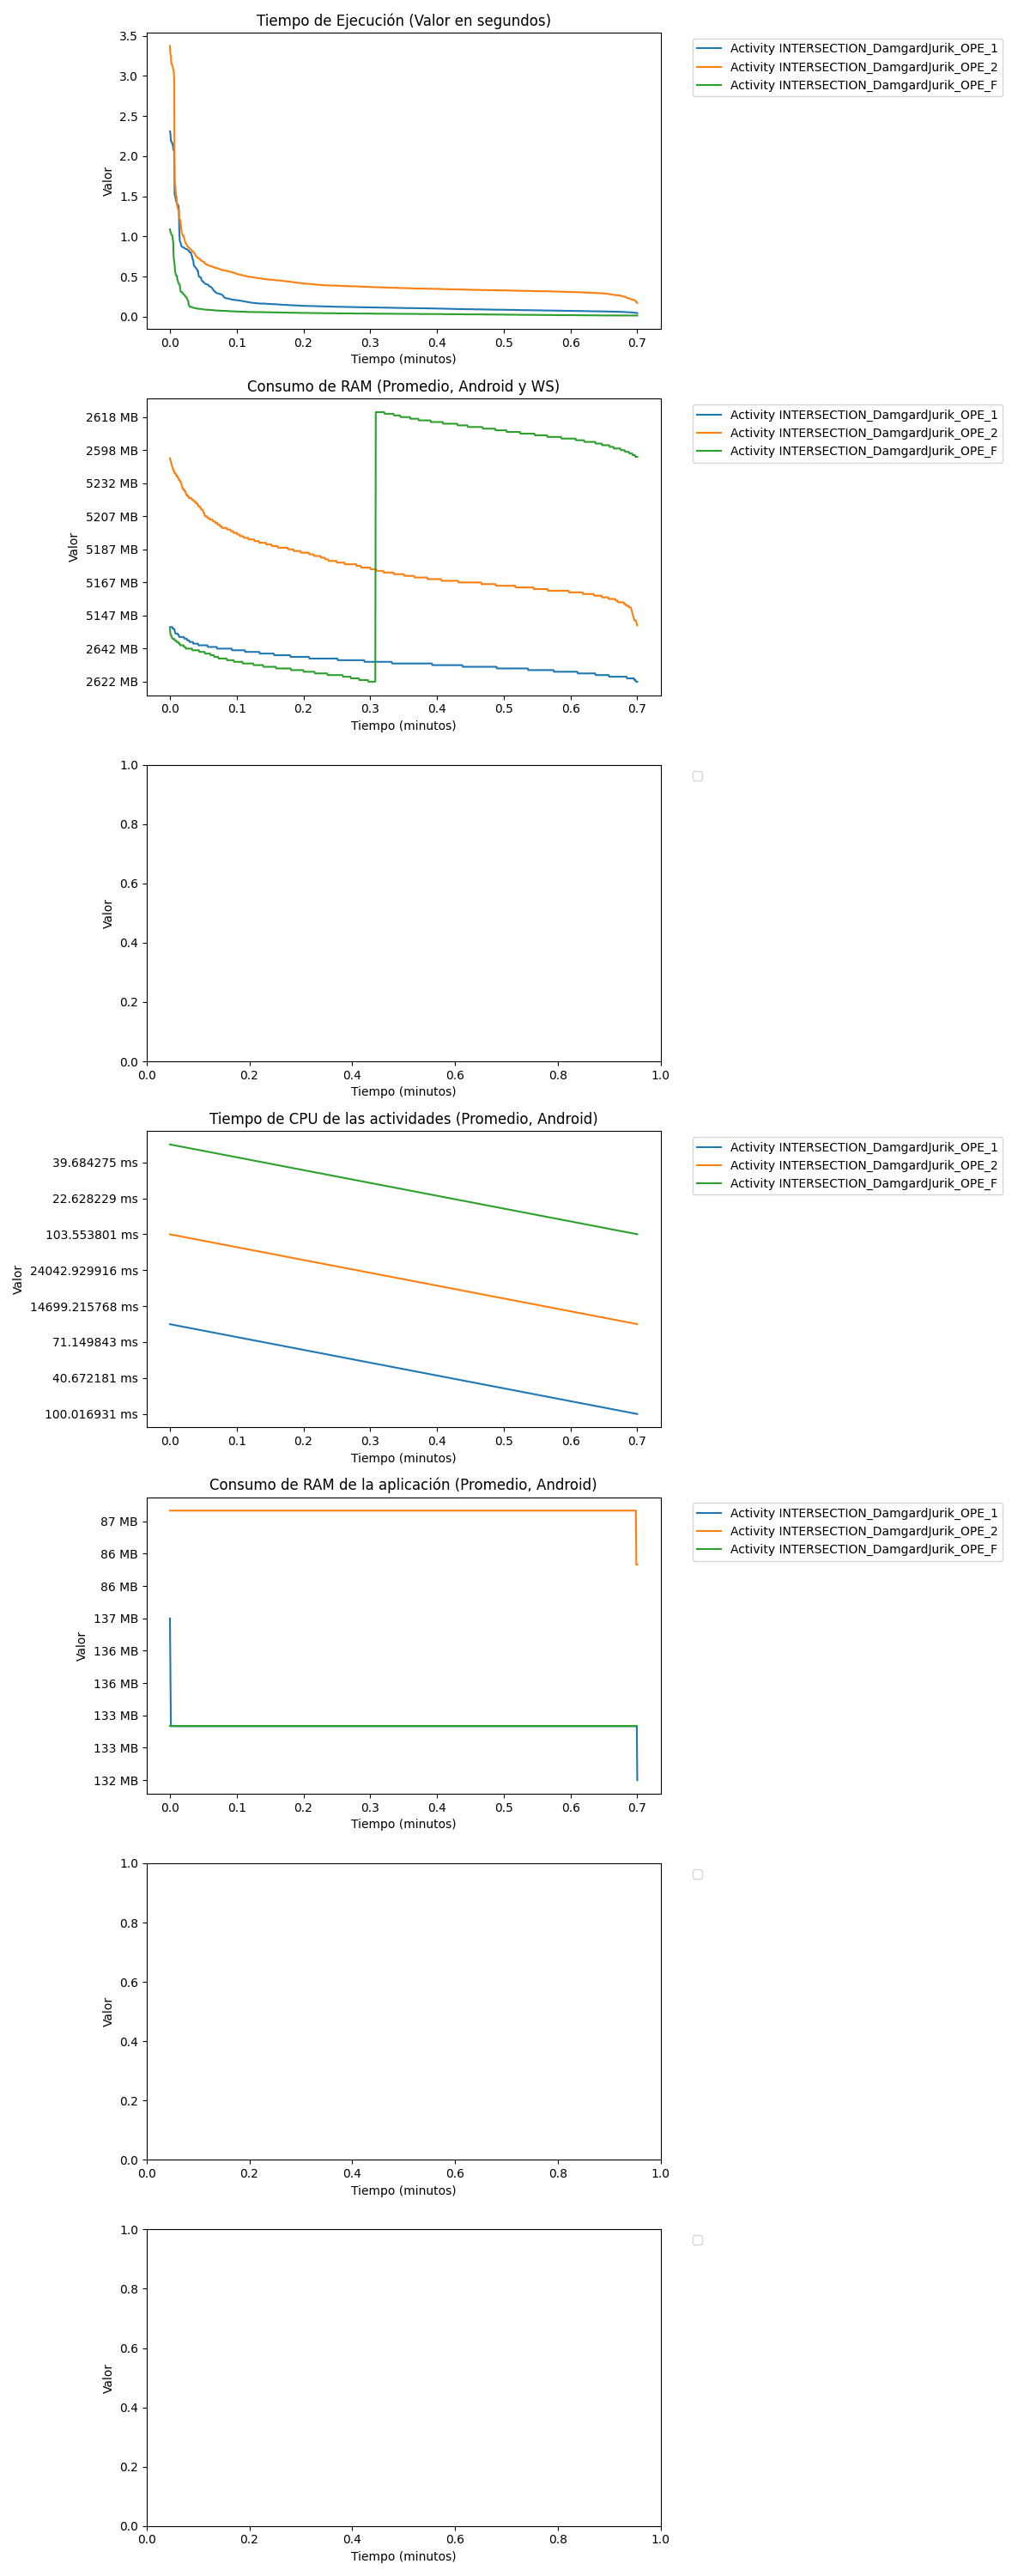 Tiempo de Ejecución (Valor en segundos)
3.5
3.0
2.5
2.0
1.5
1.0
0.5
0.0
Valor
0.0 0.1 0.2 0.3 0.4 0.5 0.6 0.7
Tiempo (minutos)
Activity INTERSECTION_DamgardJurik_OPE_1
Activity INTERSECTION_DamgardJurik_OPE_2
Activity INTERSECTION_DamgardJurik_OPE_F
Consumo de RAM (Promedio, Android y WS)
2618 MB
2598 MB
5232 MB
5207 MB
5187 MB
5167 MB
5147 MB
2642 MB
2622 MB
Valor
0.0 0.1 0.2 0.3 0.4 0.5 0.6 0.7
Tiempo (minutos)
Activity INTERSECTION_DamgardJurik_OPE_1
Activity INTERSECTION_DamgardJurik_OPE_2
Activity INTERSECTION_DamgardJurik_OPE_F
1.0
0.8
0.6
0.4
0.2
0.0
Valor
0.0 0.2 0.4 0.6 0.8 1.0
Tiempo (minutos)
Tiempo de CPU de las actividades (Promedio, Android)
39.684275 ms
22.628229 ms
103.553801 ms
24042.929916 ms
14699.215768 ms
71.149843 ms
40.672181 ms
100.016931 ms
Valor
0.0 0.1 0.2 0.3 0.4 0.5 0.6 0.7
Tiempo (minutos)
Activity INTERSECTION_DamgardJurik_OPE_1
Activity INTERSECTION_DamgardJurik_OPE_2
Activity INTERSECTION_DamgardJurik_OPE_F
Consumo de RAM de la aplicación (Promedio, Android)
87 MB
86 MB
86 MB
137 MB
136 MB
136 MB
133 MB
133 MB
132 MB
Valor
0.0 0.1 0.2 0.3 0.4 0.5 0.6 0.7
Tiempo (minutos)
Activity INTERSECTION_DamgardJurik_OPE_1
Activity INTERSECTION_DamgardJurik_OPE_2
Activity INTERSECTION_DamgardJurik_OPE_F
1.0
0.8
0.6
0.4
0.2
0.0
Valor
0.0 0.2 0.4 0.6 0.8 1.0
Tiempo (minutos)
1.0
0.8
0.6
0.4
0.2
0.0
Valor
0.0 0.2 0.4 0.6 0.8 1.0
Tiempo (minutos)